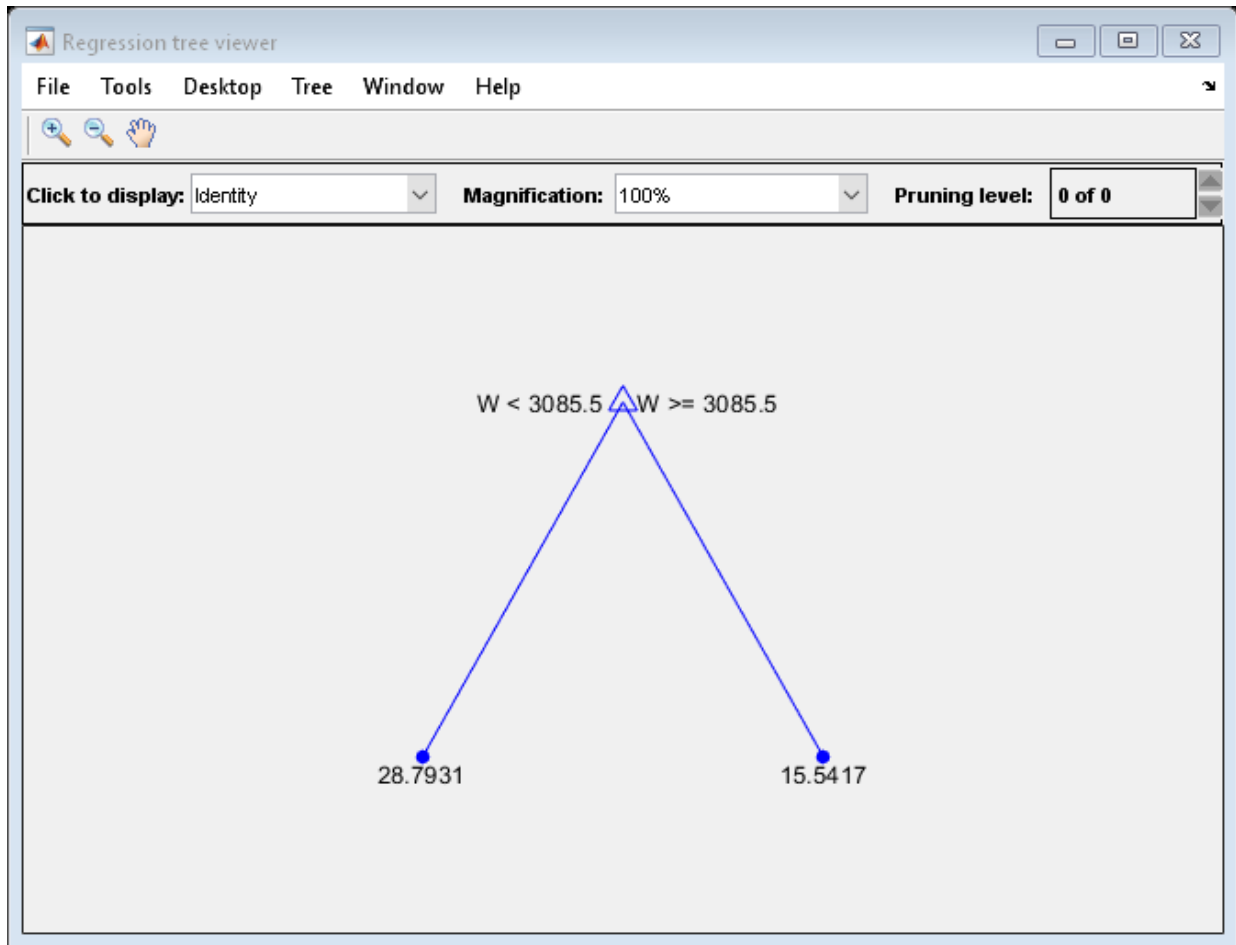 Regression tree viewer
File Tools Desktop Tree Window Help
Click to display: Identity Magnification: 100% Pruning level: 0 of 0
W < 3085.5 W >= 3085.5
28.7931 15.5417